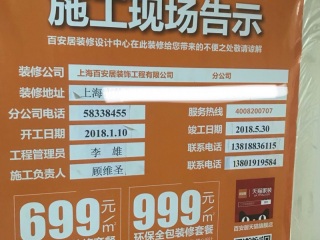 施工现场告示
百安居装修设计中心在此装修给您带来的不便之处敬请谅解
装修公司 上海百安居装饰工程有限公司 分公司
装修地址 上海
分公司电话 58338455 服务热线 4008200707
开工日期 2018.1.10 竣工日期 2018.5.30
工程管理员 李雄 联系电话 13818836115
施工负责人 顾维圣 联系电话 13801919584
699元/m² 999元/m²
环保全包装修套餐